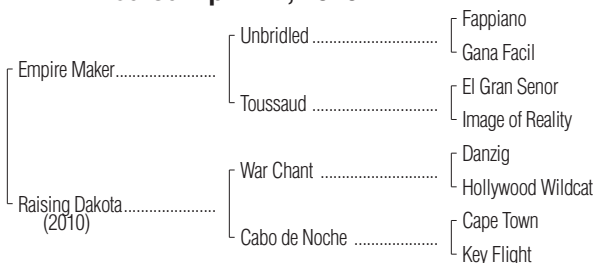 Unbridled
Fappiano
Gana Facil
Empire Maker
Toussaud
El Gran Senor
Image of Reality
War Chant
Danzig
Hollywood Wildcat
Raising Dakota
(2010)
Cabo de Noche
Cape Town
Key Flight